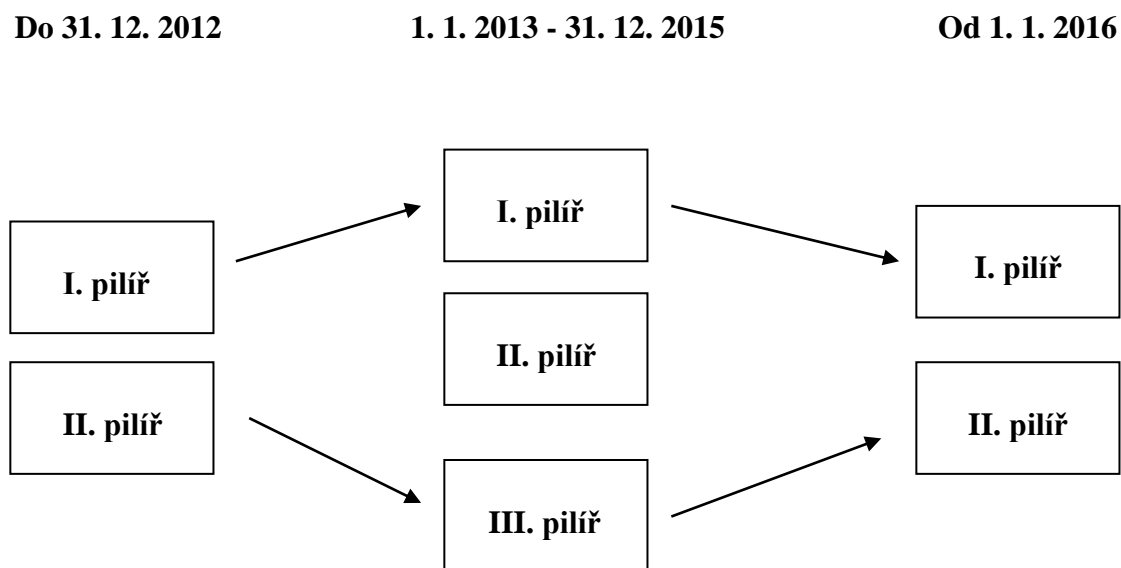 Do 31. 12. 2012
1. 1. 2013 - 31. 12. 2015
Od 1. 1. 2016
I. pilíř
II. pilíř
I. pilíř
II. pilíř
III. pilíř
I. pilíř
II. pilíř